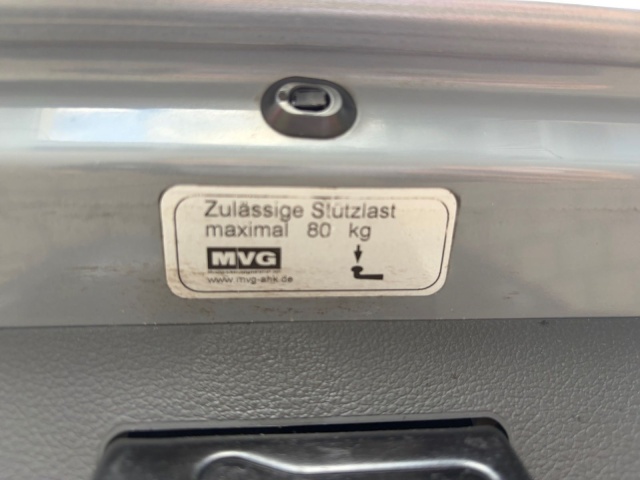 Zulässige Stützlast
maximal 80 kg
MVG
www.mvg-ahk.de